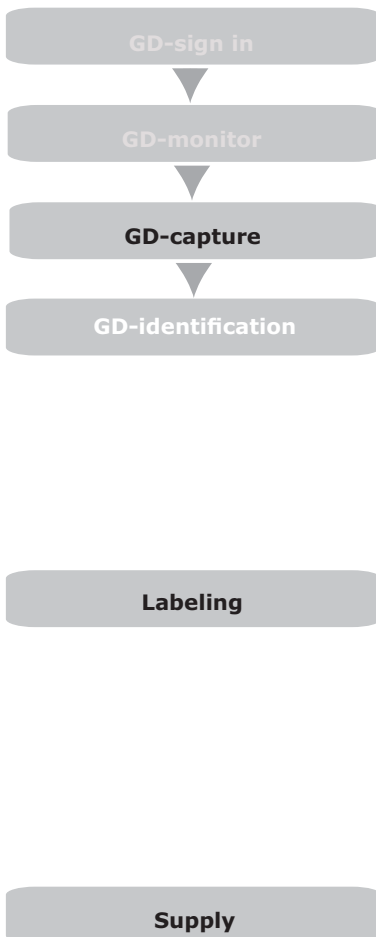 GD-sign in
GD-monitor
GD-capture
GD-identification
Labeling
Supply